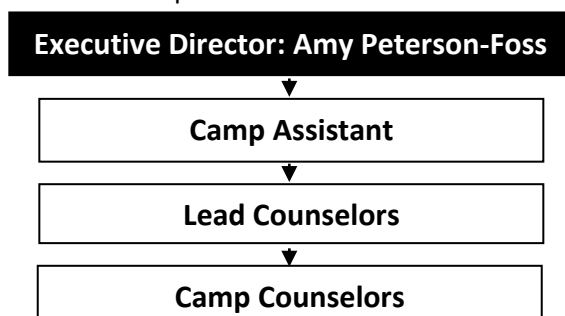 Executive Director: Amy Peterson-Foss
Camp Assistant
Lead Counselors
Camp Counselors